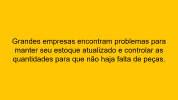 Grandes empresas encontram problemas para
manter seu estoque atualizado e controlar as
quantidades para que não haja falta de peças.